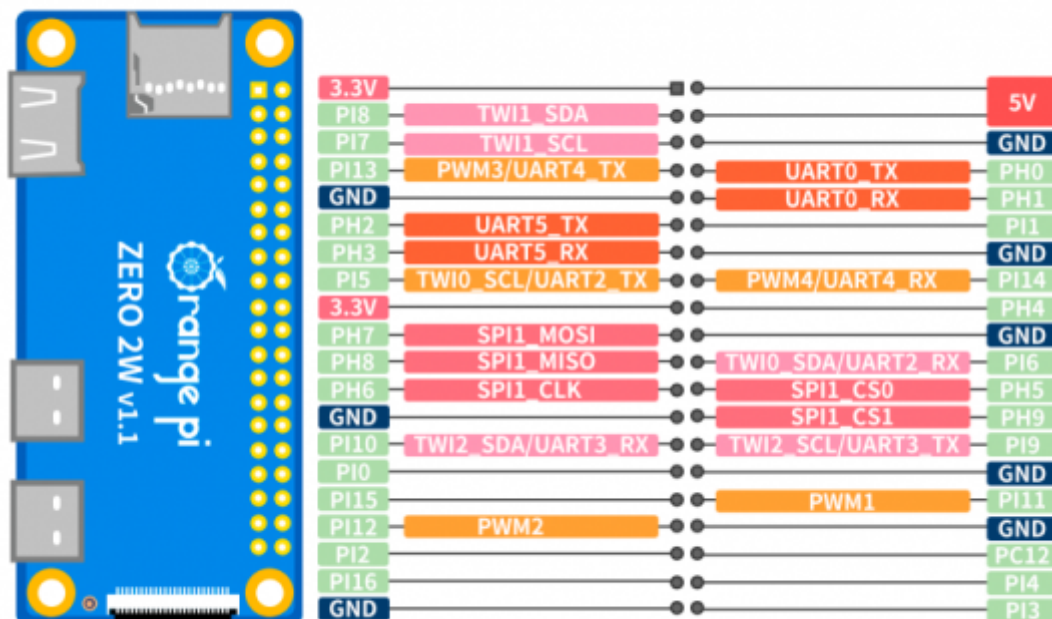 3.3V 5V
PI8 TWI1_SDA
PI7 TWI1_SCL GND
PI13 PWM3/UART4_TX UART0_TX PH0
GND UART0_RX PH1
PH2 UART5_TX PI1
PH3 UART5_RX GND
PI5 TWI0_SCL/UART2_TX PWM4/UART4_RX PI14
3.3V PH4
PH7 SPI1_MOSI GND
PH8 SPI1_MISO TWI0_SDA/UART2_RX PI6
PH6 SPI1_CLK SPI1_CS0 PH5
GND SPI1_CS1 PH9
PI10 TWI2_SDA/UART3_RX TWI2_SCL/UART3_TX PI9
PI0 GND
PI15 PWM1 PI11
PI12 PWM2 GND
PI2 PC12
PI16 PI4
GND PI3
range pi
ZERO 2W v1.1